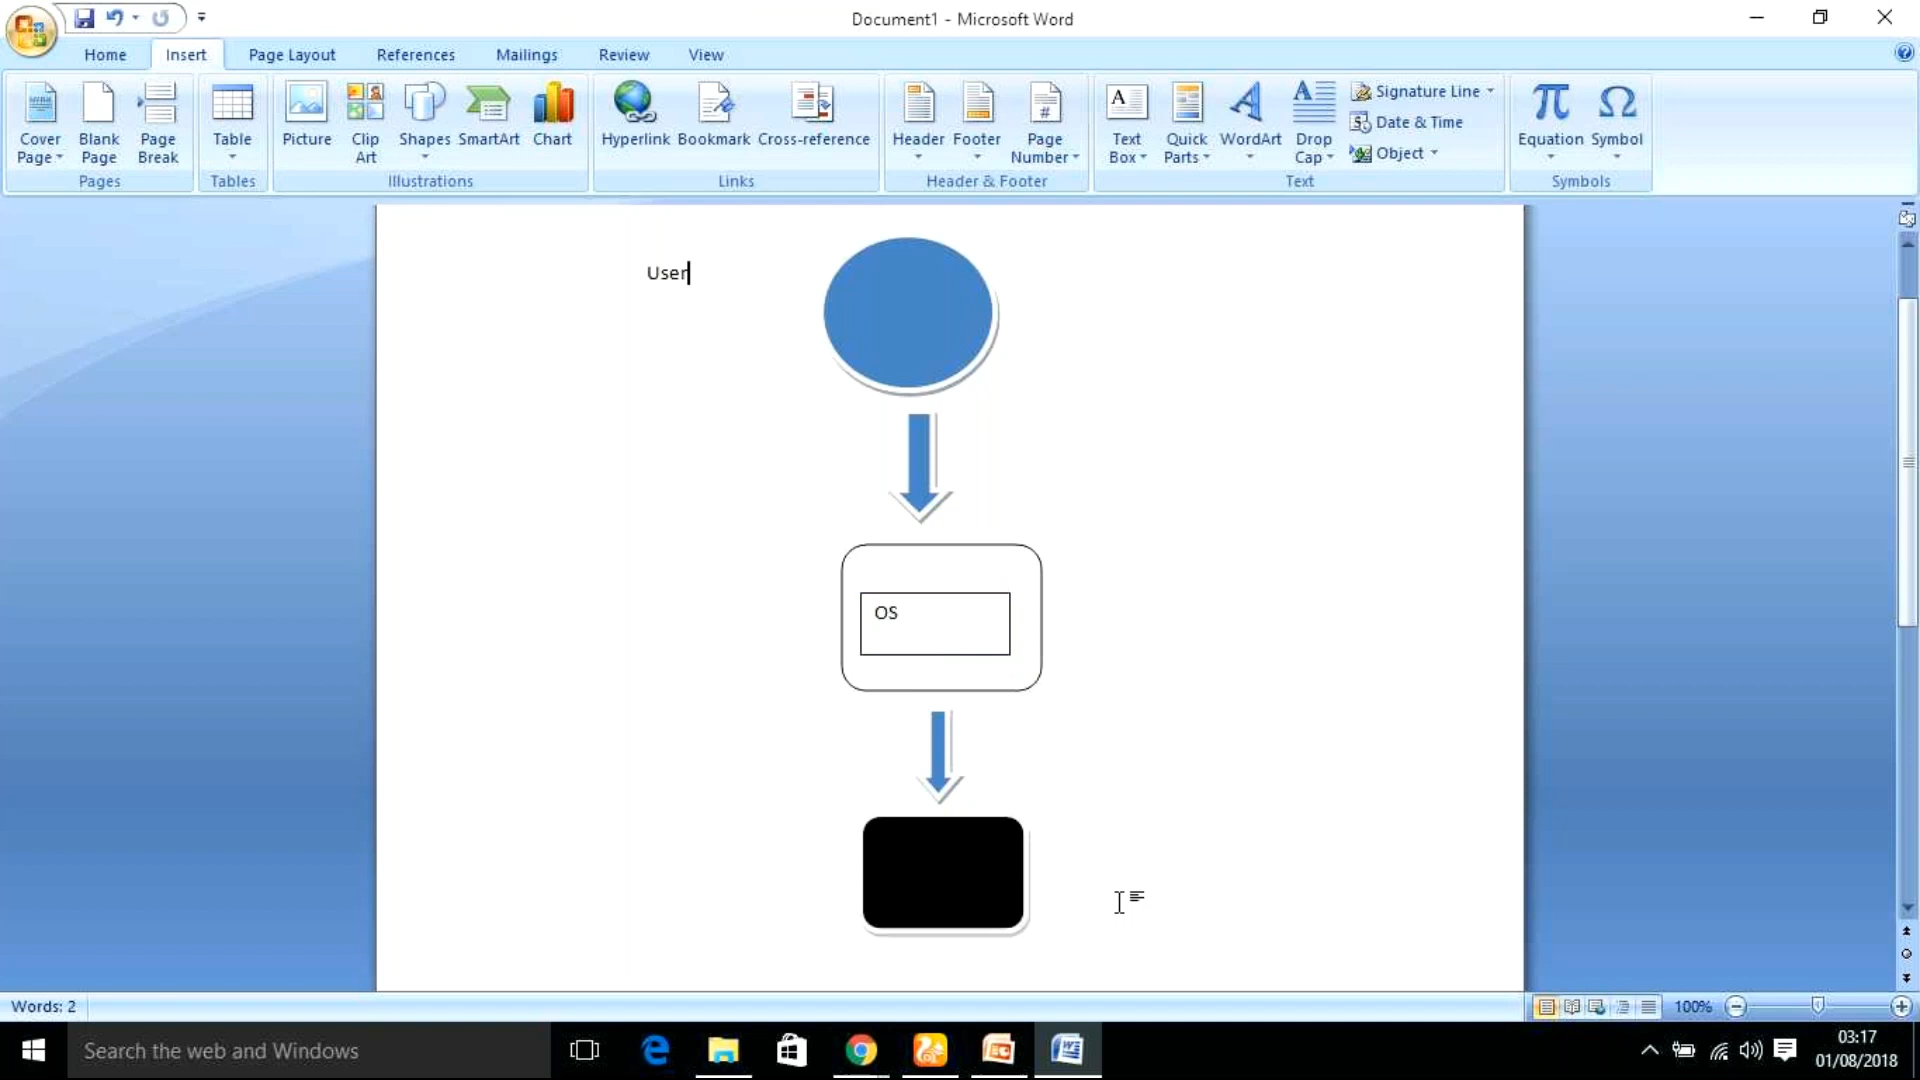 Document1 - Microsoft Word
Home Insert Page Layout References Mailings Review View
Cover Page
Blank Page
Page Break
Table
Picture
Clip Art
Shapes
SmartArt
Chart
Hyperlink
Bookmark
Cross-reference
Header
Footer
Page Number
Text Box
Quick Parts
WordArt
Drop Cap
Signature Line
Date & Time
Object
Equation
Symbol
Pages Tables Illustrations Links Header & Footer Text Symbols
User
OS
Words: 2
100%
Search the web and Windows
03:17
01/08/2018